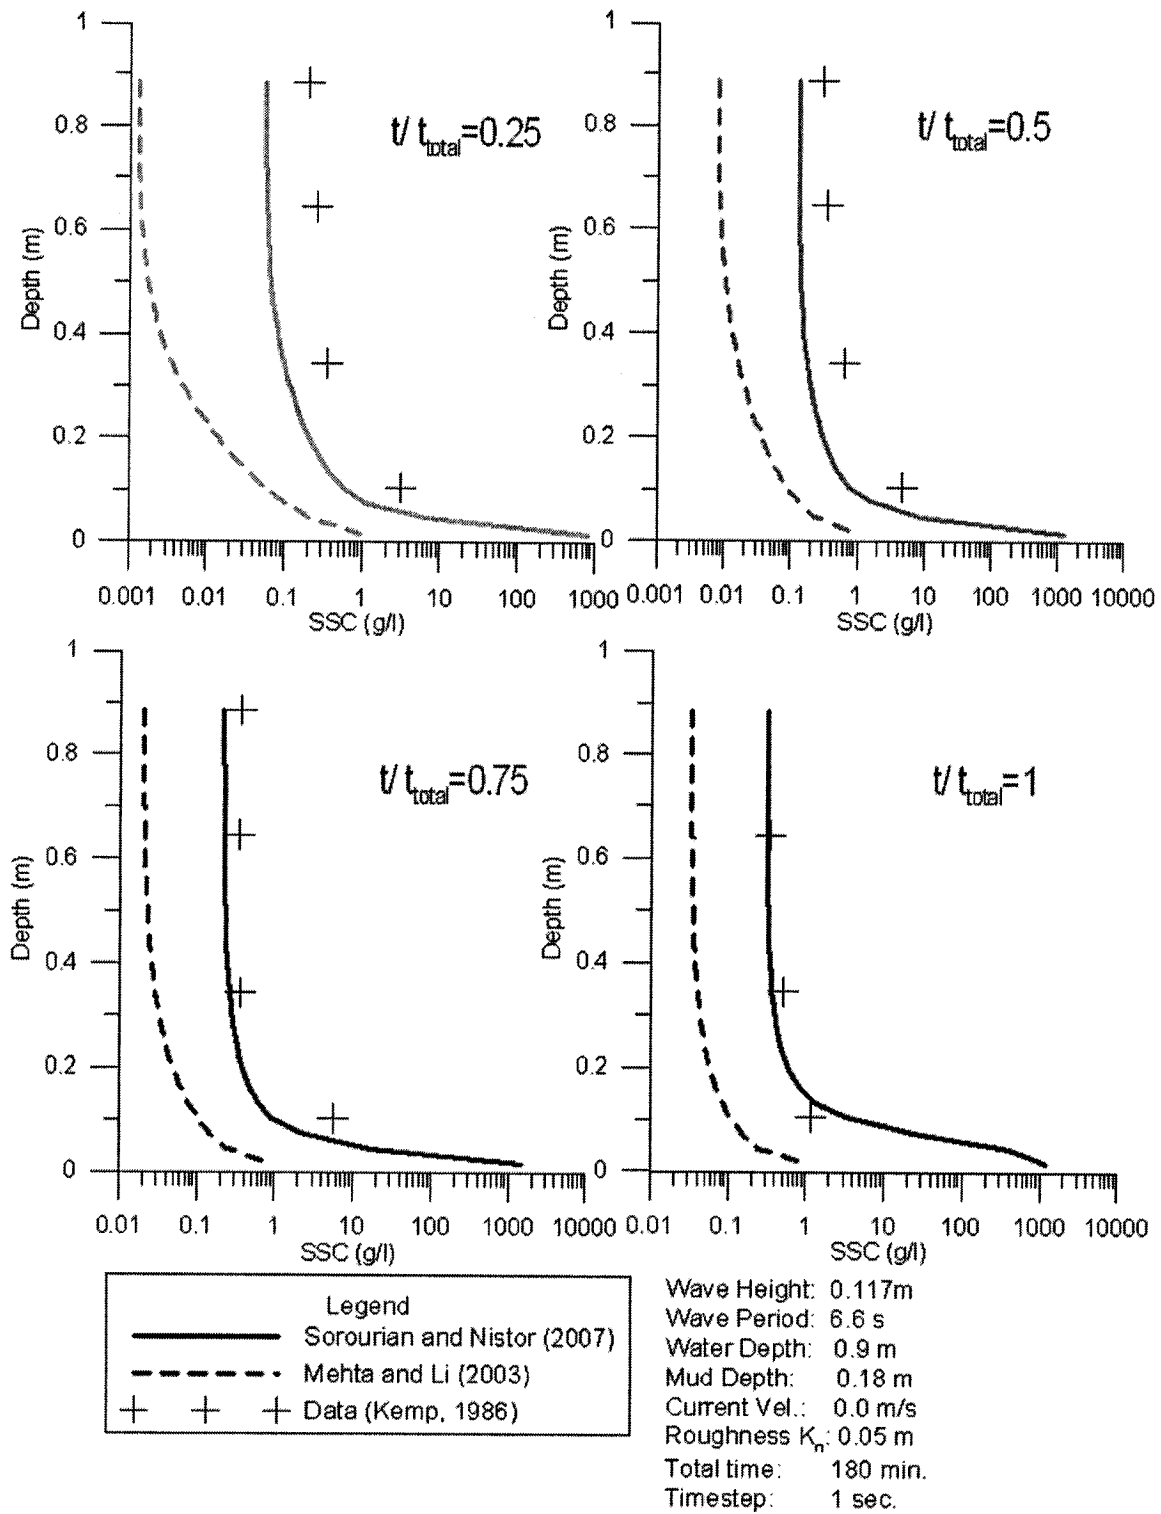 1
0.8
0.6
0.4
0.2
0
Depth (m)
t/ t_total=0.25
0.001 0.01 0.1 1 10 100 1000
SSC (g/l)
1
0.8
0.6
0.4
0.2
0
Depth (m)
t/ t_total=0.5
0.001 0.01 0.1 1 10 100 1000 10000
SSC (g/l)
1
0.8
0.6
0.4
0.2
0
Depth (m)
t/ t_total=0.75
0.01 0.1 1 10 100 1000 10000
SSC (g/l)
1
0.8
0.6
0.4
0.2
0
Depth (m)
t/ t_total=1
0.01 0.1 1 10 100 1000 10000
SSC (g/l)
Legend
Sorourian and Nistor (2007)
Mehta and Li (2003)
Data (Kemp, 1986)
Wave Height: 0.117m
Wave Period: 6.6 s
Water Depth: 0.9 m
Mud Depth: 0.18 m
Current Vel.: 0.0 m/s
Roughness K_n: 0.05 m
Total time: 180 min.
Timestep: 1 sec.